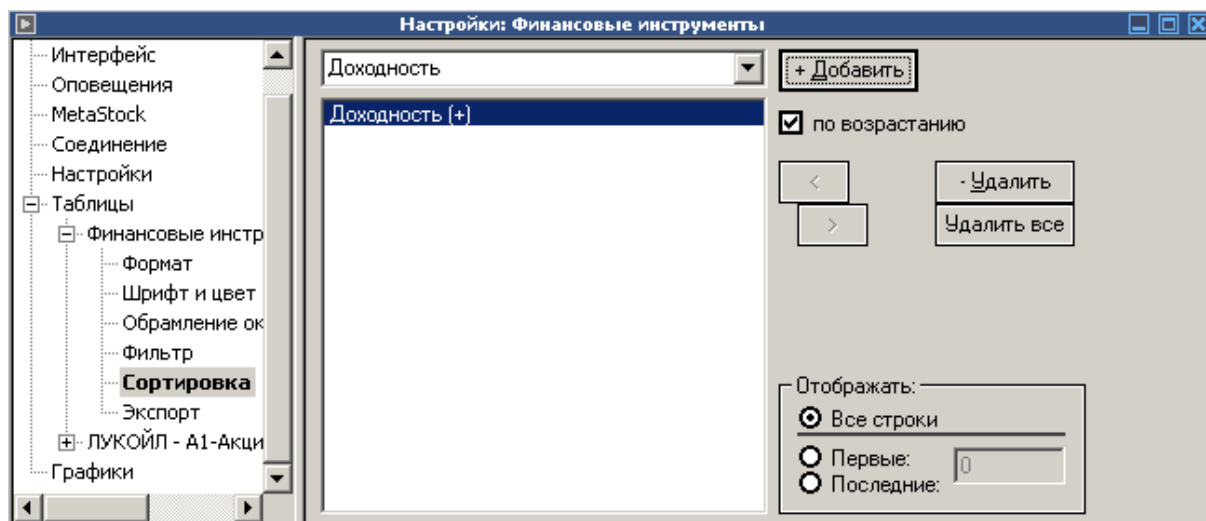 Настройки: Финансовые инструменты
Интерфейс
Оповещения
MetaStock
Соединение
Настройки
Таблицы
Финансовые инстр
Формат
Шрифт и цвет
Обрамление ок
Фильтр
Сортировка
Экспорт
ЛУКОЙЛ - А1-Акци
Графики
Доходность
+ Добавить
Доходность (+)
по возрастанию
<
- Удалить
>
Удалить все
Отображать:
Все строки
Первые:
0
Последние: